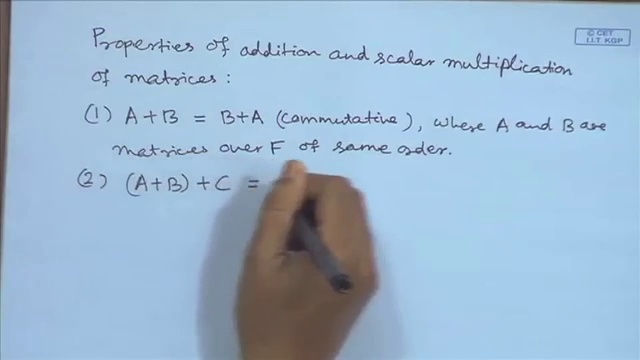 © CET
I.I.T. KGP
Properties of addition and scalar multiplication
of matrices :
(1) A+B = B+A (commutative), where A and B are
matrices over F of same order.
(2) (A+B) + C =